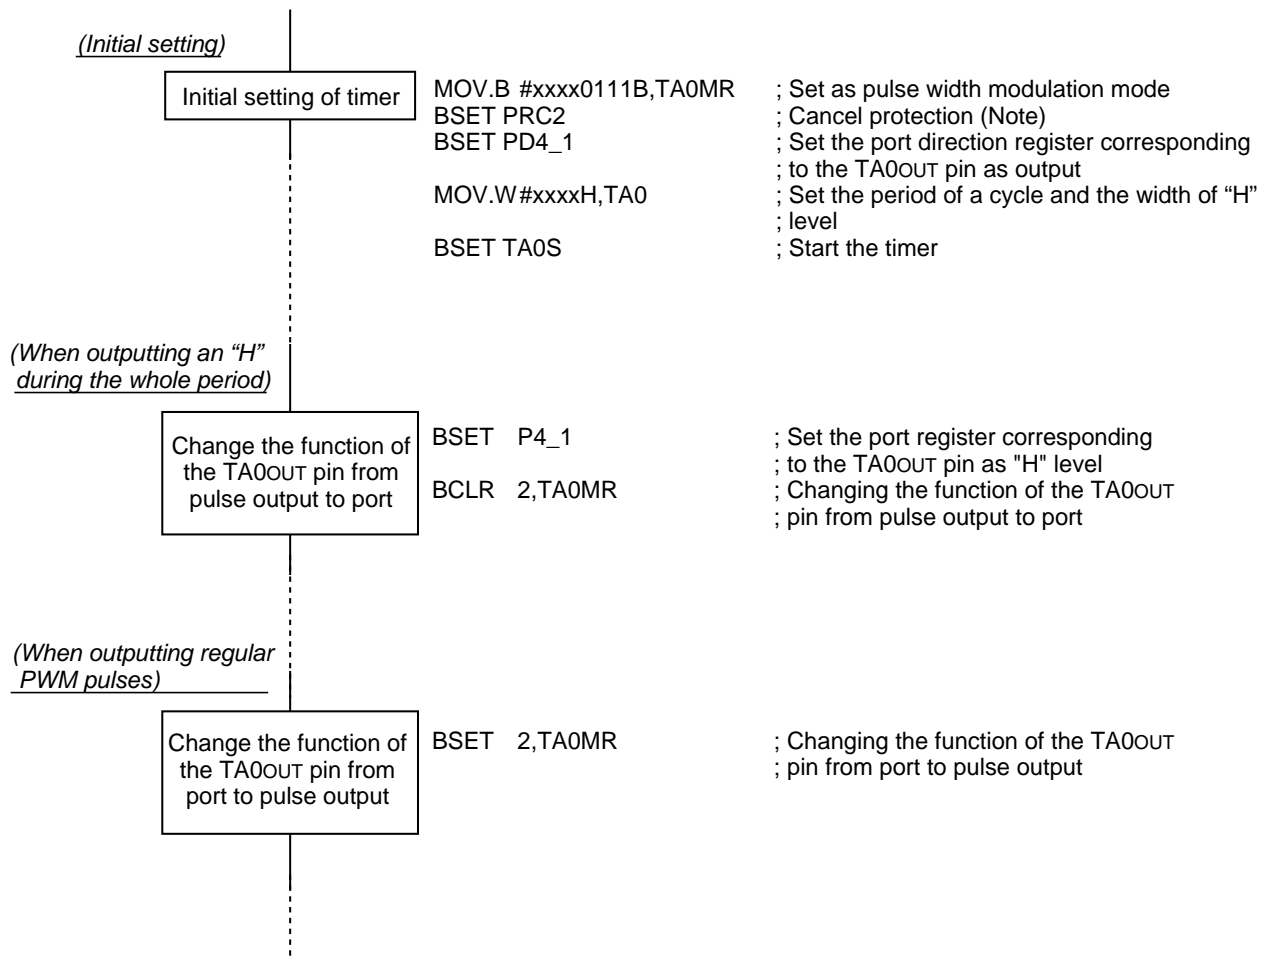 (Initial setting)
Initial setting of timer
MOV.B #xxxx0111B,TA0MR ; Set as pulse width modulation mode
BSET PRC2 ; Cancel protection (Note)
BSET PD4_1 ; Set the port direction register corresponding
; to the TA0OUT pin as output
MOV.W #xxxxH,TA0 ; Set the period of a cycle and the width of “H”
; level
BSET TA0S ; Start the timer
(When outputting an “H”
during the whole period)
Change the function of
the TA0OUT pin from
pulse output to port
BSET P4_1 ; Set the port register corresponding
; to the TA0OUT pin as "H" level
BCLR 2,TA0MR ; Changing the function of the TA0OUT
; pin from pulse output to port
(When outputting regular
PWM pulses)
Change the function of
the TA0OUT pin from
port to pulse output
BSET 2,TA0MR ; Changing the function of the TA0OUT
; pin from port to pulse output